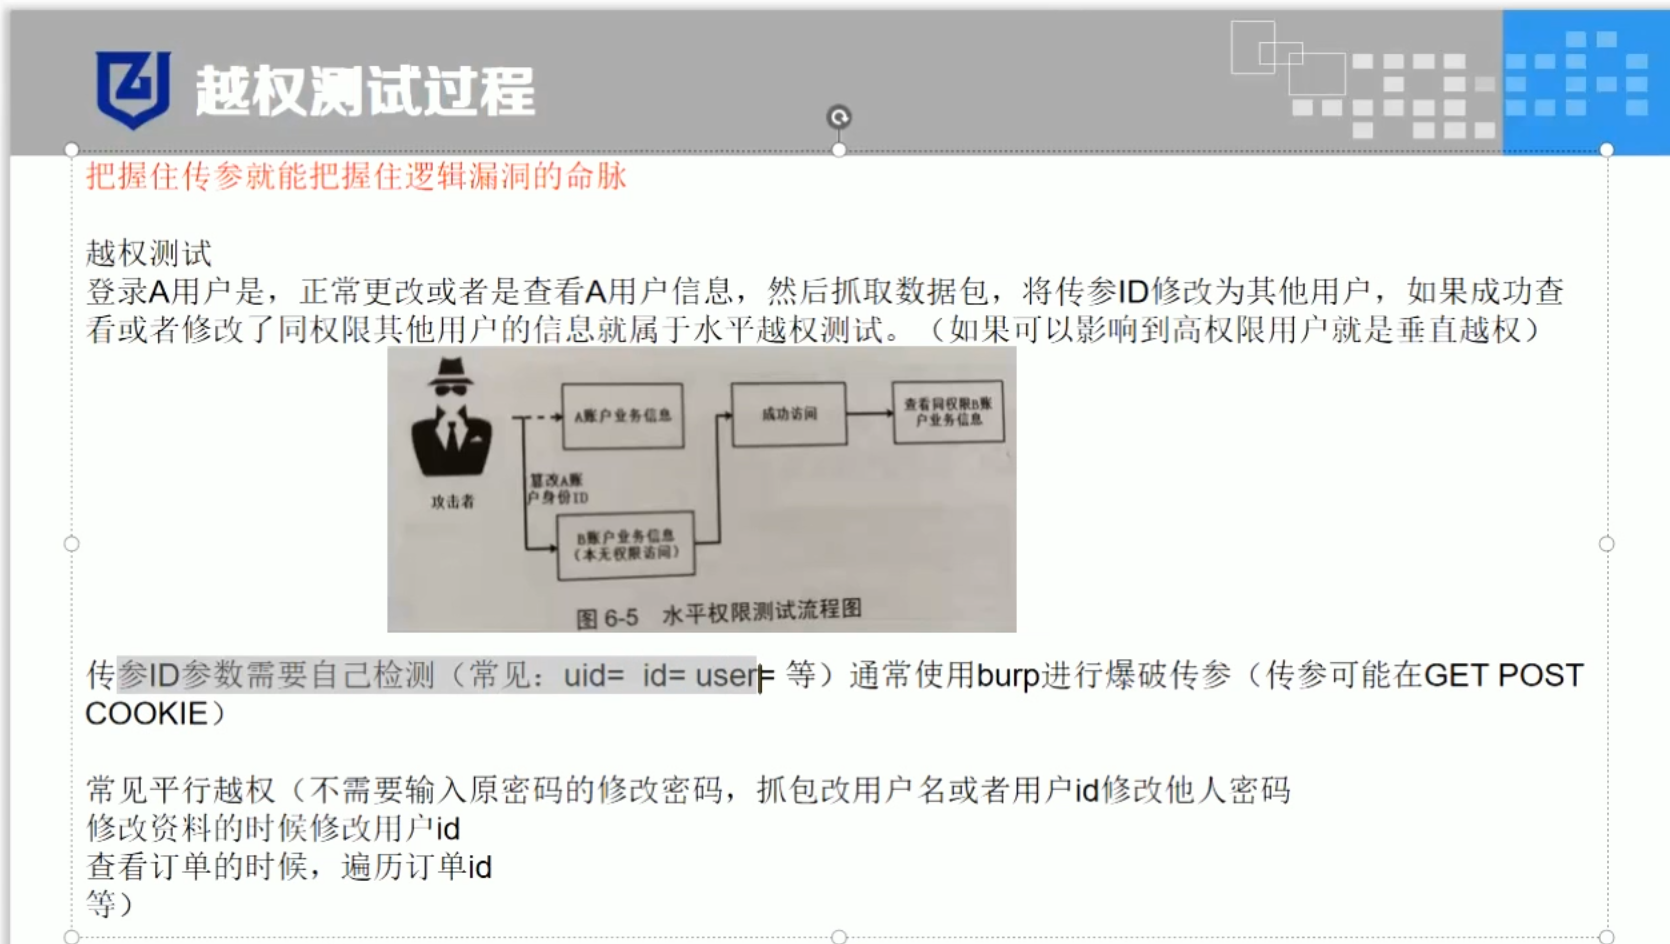 越权测试过程
把握住传参就能把握住逻辑漏洞的命脉
越权测试
登录A用户是，正常更改或者是查看A用户信息，然后抓取数据包，将传参ID修改为其他用户，如果成功查
看或者修改了同权限其他用户的信息就属于水平越权测试。（如果可以影响到高权限用户就是垂直越权）
A账户业务信息
成功访问
查看同权限B账
户业务信息
篡改A账
户身份ID
攻击者
B账户业务信息
（本无权限访问）
图 6-5 水平权限测试流程图
传参ID参数需要自己检测（常见：uid= id= user= 等）通常使用burp进行爆破传参（传参可能在GET POST
COOKIE）
常见平行越权（不需要输入原密码的修改密码，抓包改用户名或者用户id修改他人密码
修改资料的时候修改用户id
查看订单的时候，遍历订单id
等）